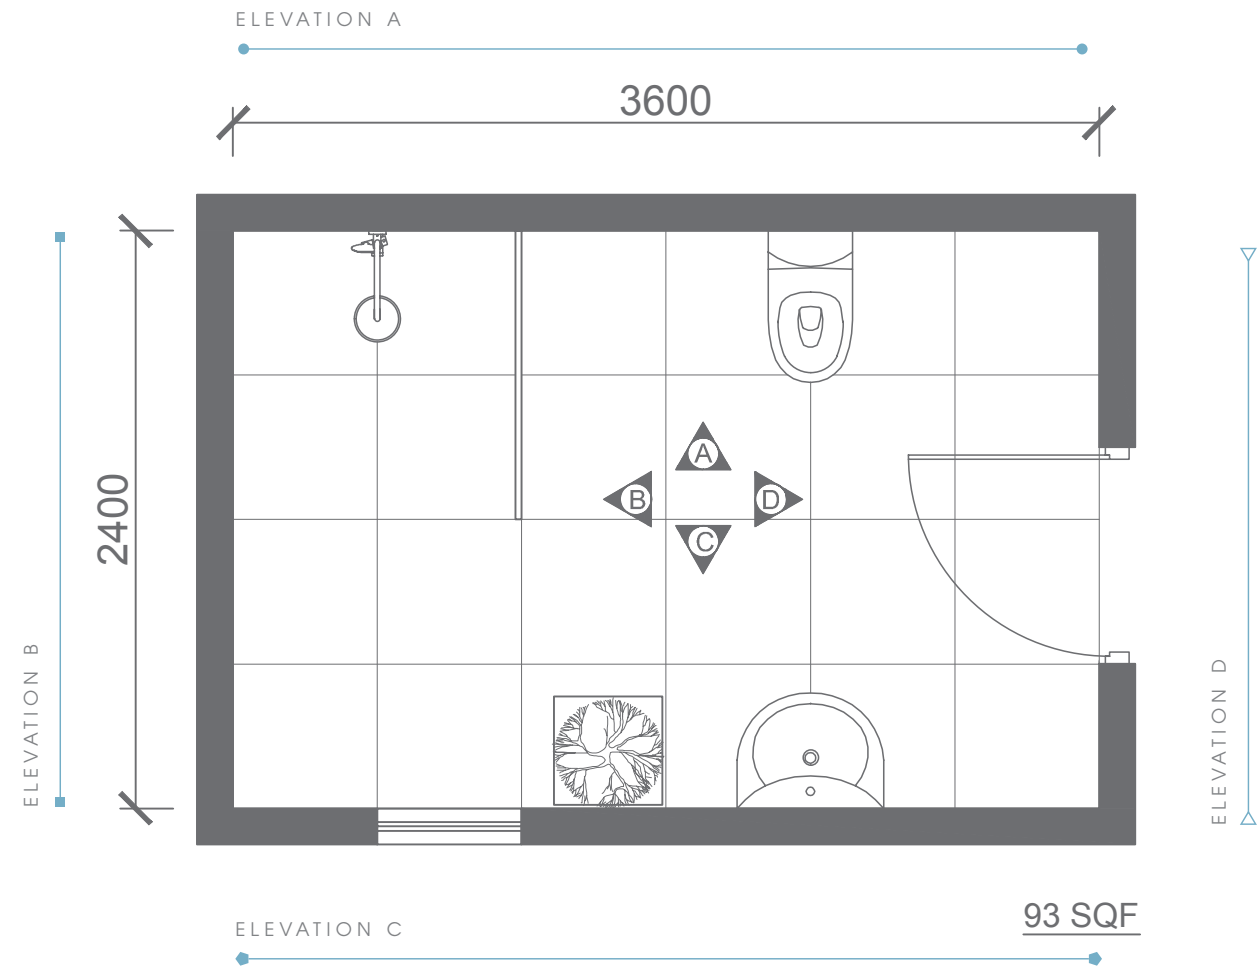 ELEVATION A
3600
2400
ELEVATION B
A
B
D
C
ELEVATION D
93 SQF
ELEVATION C